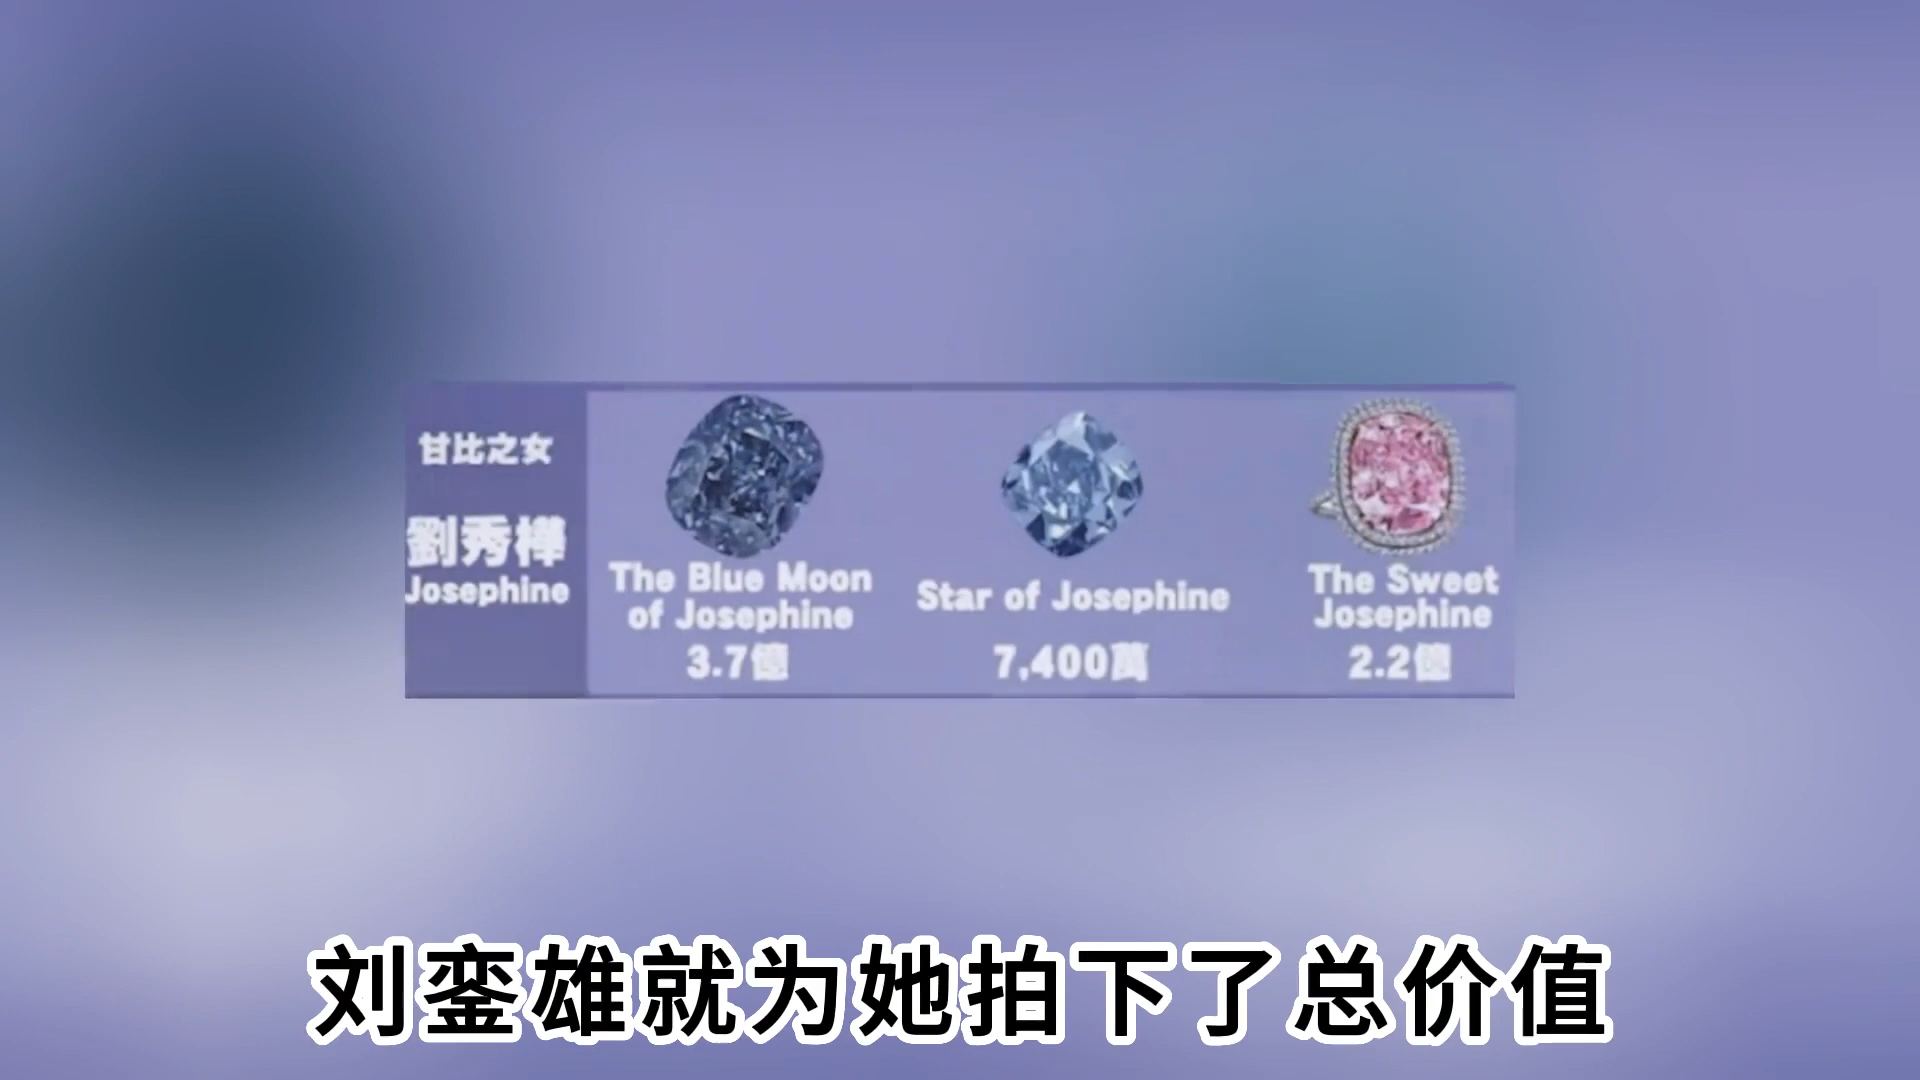 甘比之女
劉秀樺
Josephine
The Blue Moon
of Josephine
3.7億
Star of Josephine
7,400萬
The Sweet
Josephine
2.2億
刘銮雄就为她拍下了总价值